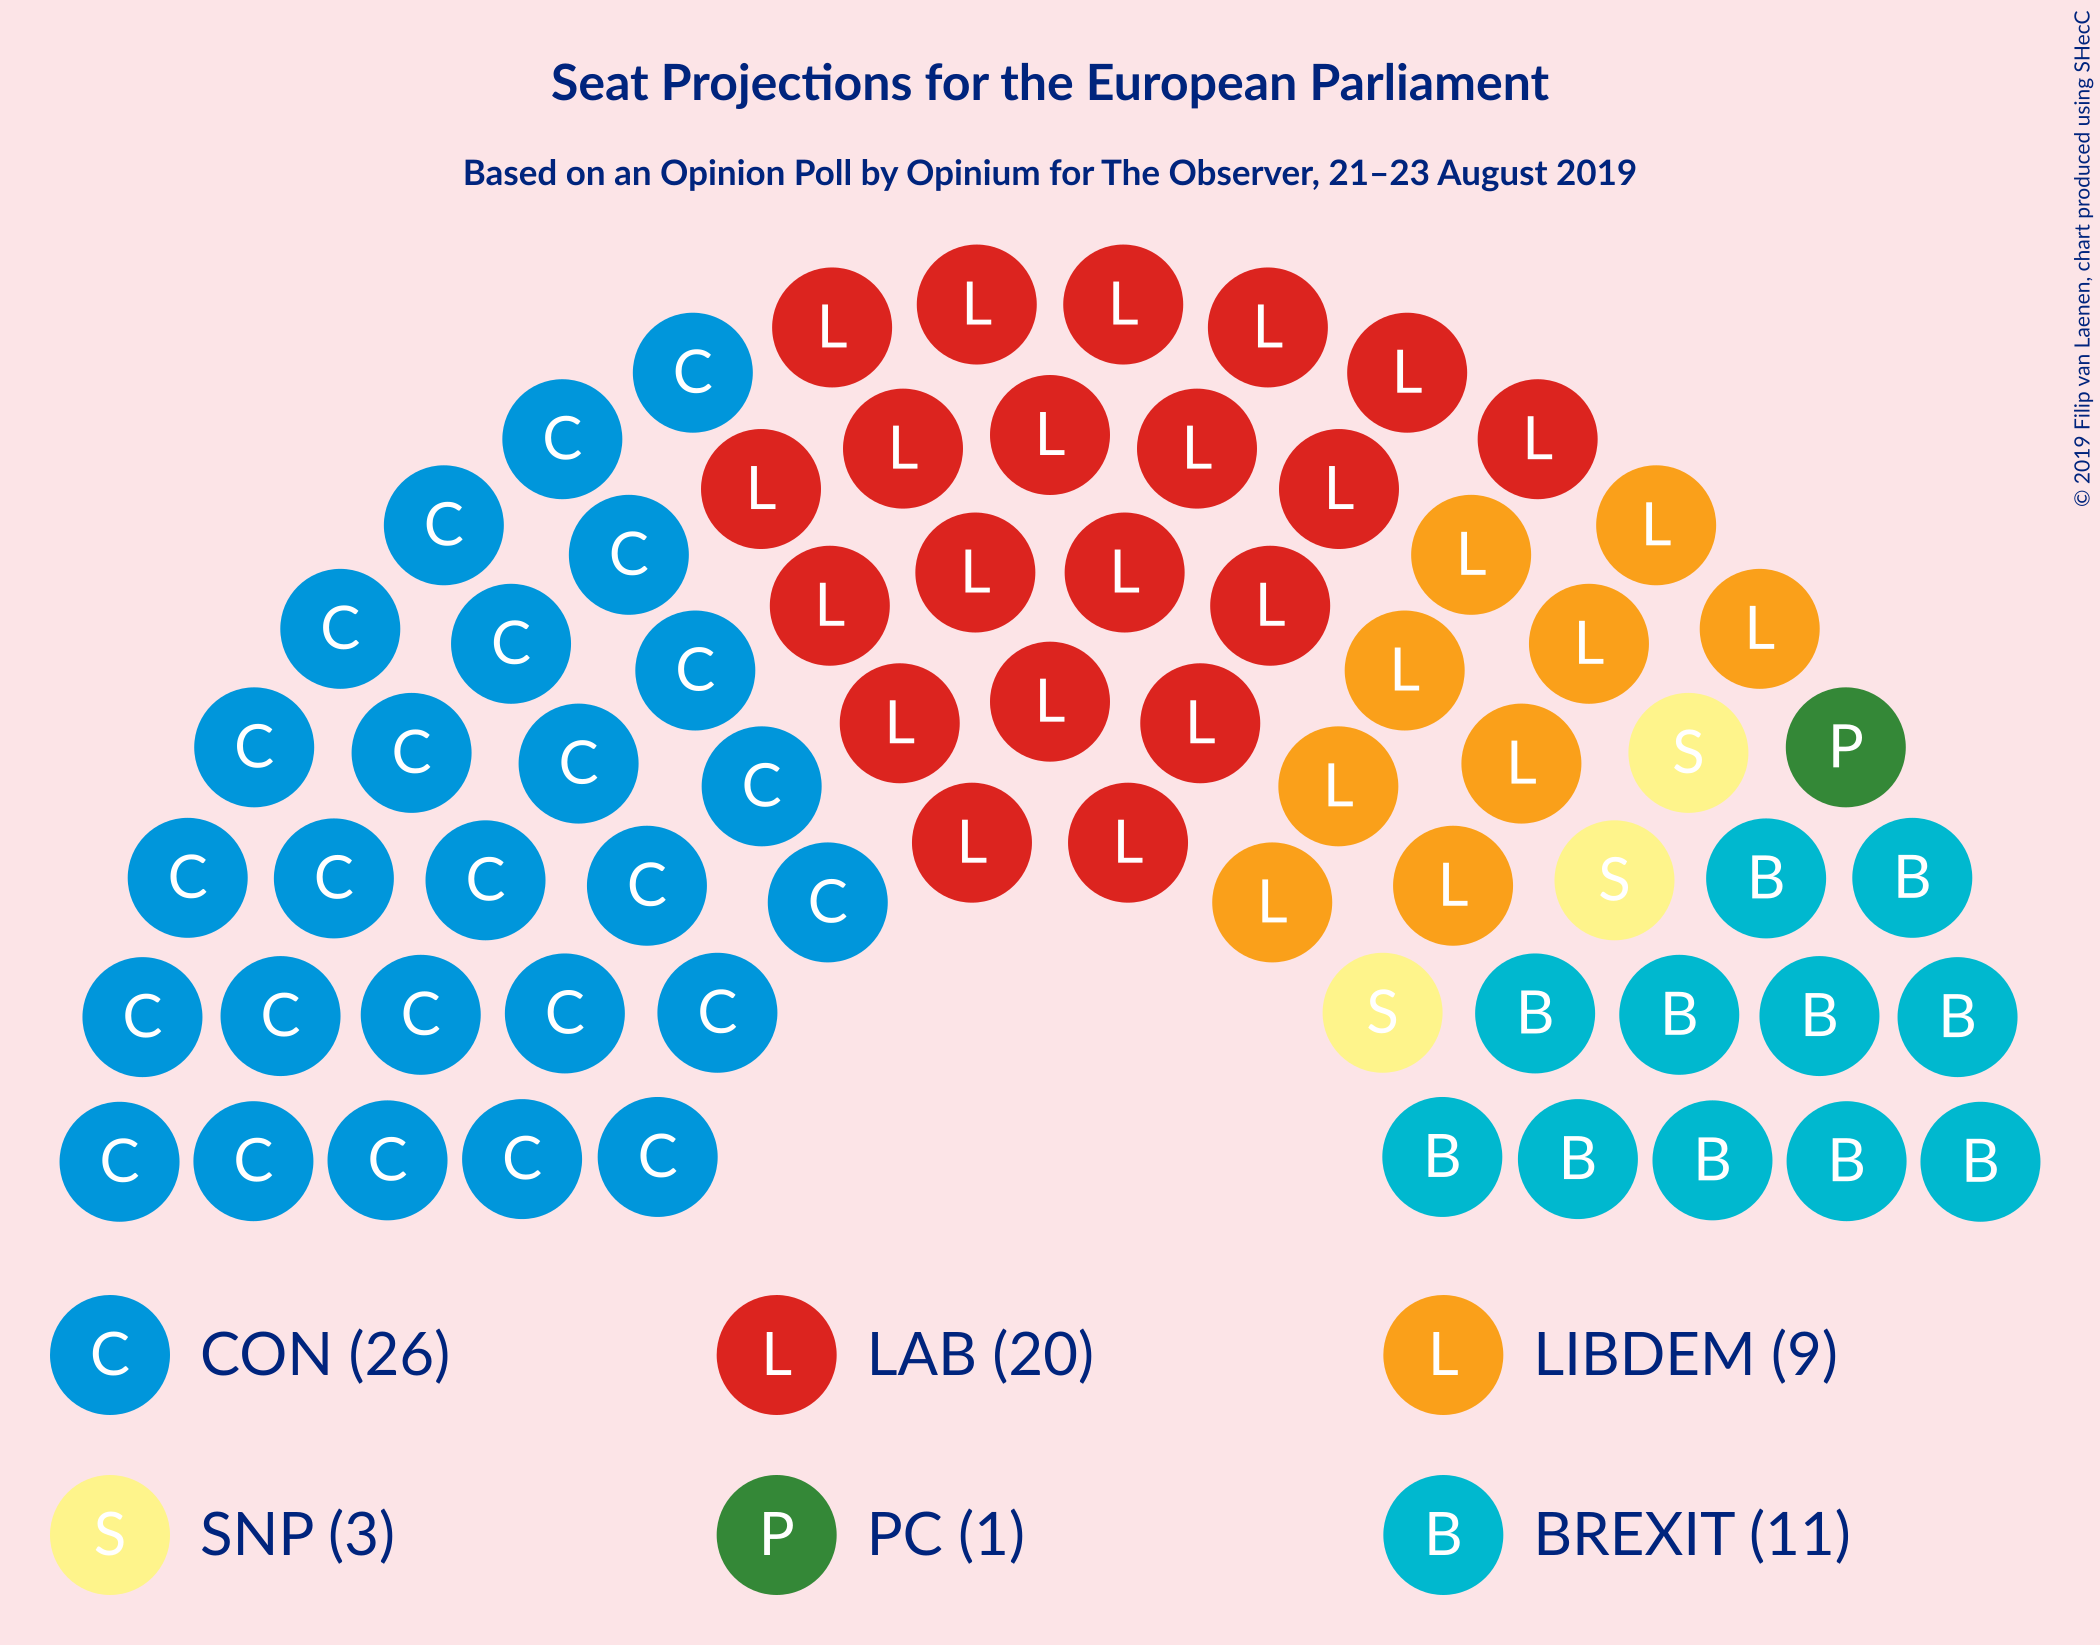 Seat Projections for the European Parliament
Based on an Opinion Poll by Opinium for The Observer, 21–23 August 2019
© 2019 Filip van Laenen, chart produced using SHecC
L L L L
C L L L L L C
C L L L L L
C C L L L L L L
C C C L L L L L
C C C C L L L L L S P
C C C C C L L L L S B B
C C C C C S B B B B
C C C C C B B B B B
C CON (26)
L LAB (20)
L LIBDEM (9)
S SNP (3)
P PC (1)
B BREXIT (11)